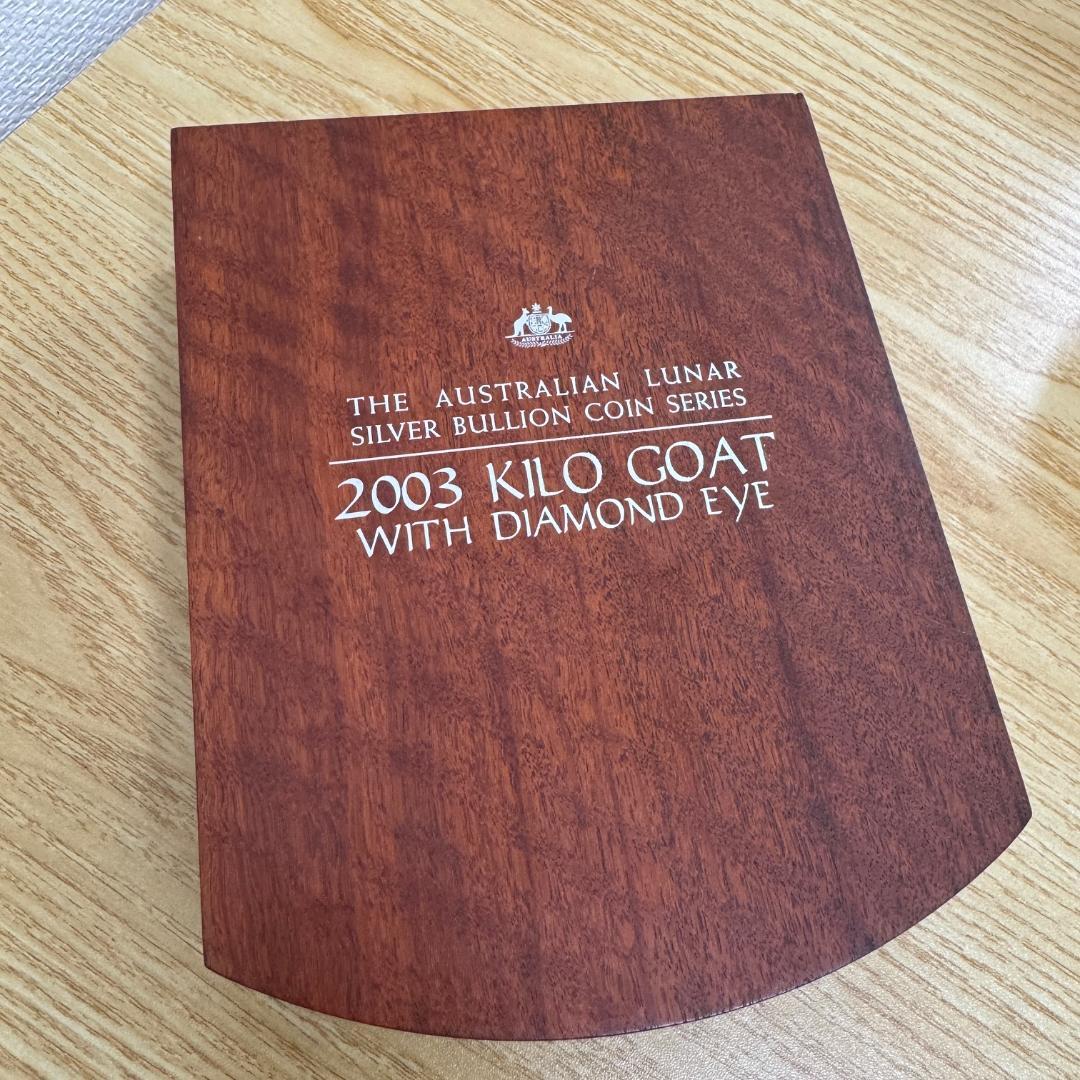 AUSTRALIA
THE AUSTRALIAN LUNAR
SILVER BULLION COIN SERIES
2003 KILO GOAT
WITH DIAMOND EYE